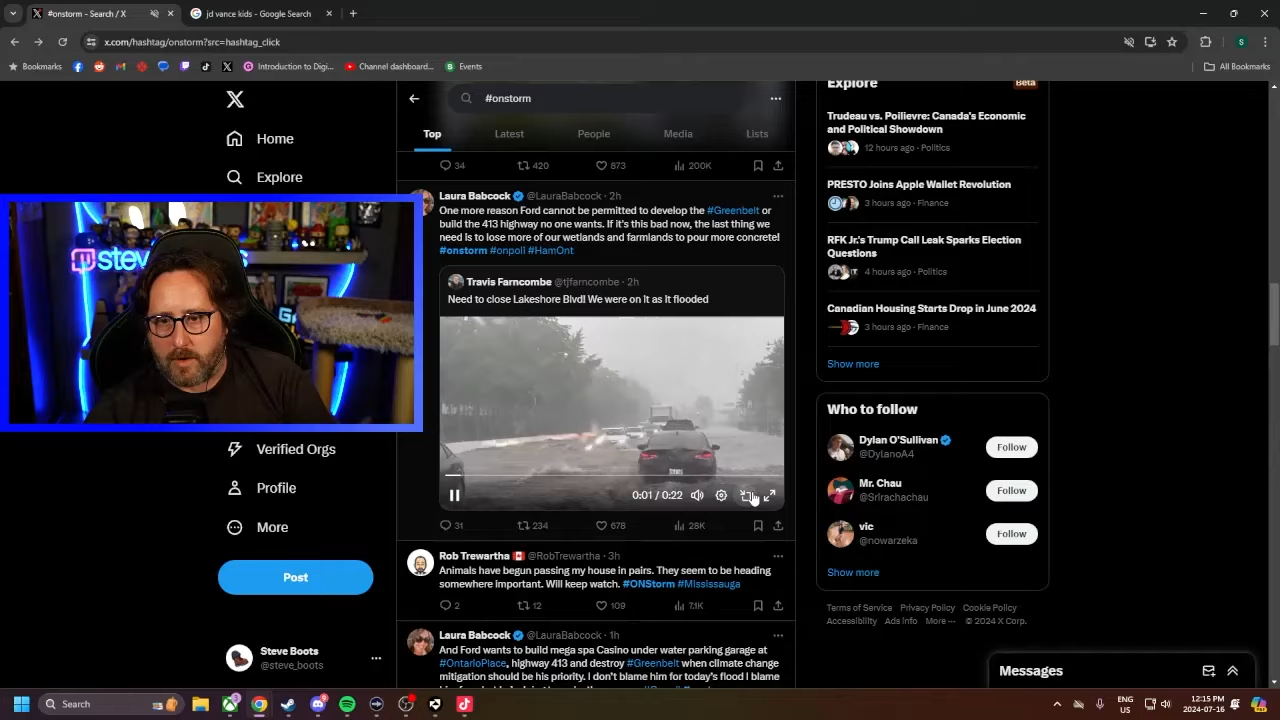 #onstorm - Search / X
jd vance kids - Google Search
x.com/hashtag/onstorm?src=hashtag_click
Bookmarks
Introduction to Digi...
Channel dashboard...
Events
All Bookmarks
Home
Explore
Verified Orgs
Profile
More
Post
Steve Boots
@steve_boots
#onstorm
Top
Latest
People
Media
Lists
34
420
873
200K
Laura Babcock @LauraBabcock · 2h
One more reason Ford cannot be permitted to develop the #Greenbelt or
build the 413 highway no one wants. If it's this bad now, the last thing we
need is to lose more of our wetlands and farmlands to pour more concrete!
#onstorm #onpoli #HamOnt
Travis Farncombe @tjfarncombe · 2h
Need to close Lakeshore Blvd! We were on it as it flooded
0:01 / 0:22
31
234
678
28K
Rob Trewartha @RobTrewartha · 3h
Animals have begun passing my house in pairs. They seem to be heading
somewhere important. Will keep watch. #ONStorm #Mississauga
2
12
109
7.1K
Laura Babcock @LauraBabcock · 1h
And Ford wants to build mega spa Casino under water parking garage at
#OntarioPlace, highway 413 and destroy #Greenbelt when climate change
mitigation should be his priority. I don't blame him for today's flood I blame
Explore
Beta
Trudeau vs. Poilievre: Canada's Economic
and Political Showdown
12 hours ago · Politics
PRESTO Joins Apple Wallet Revolution
3 hours ago · Finance
RFK Jr.'s Trump Call Leak Sparks Election
Questions
4 hours ago · Politics
Canadian Housing Starts Drop in June 2024
3 hours ago · Finance
Show more
Who to follow
Dylan O'Sullivan
@DylanoA4
Follow
Mr. Chau
@Srirachachau
Follow
vic
@nowarzeka
Follow
Show more
Terms of Service Privacy Policy Cookie Policy
Accessibility Ads info More ··· © 2024 X Corp.
Messages
Search
ENG
US
12:15 PM
2024-07-16